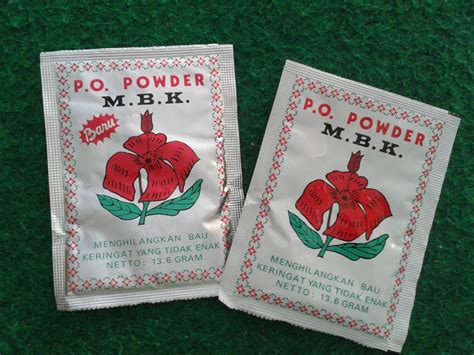 P.O. POWDER
M.B.K.
Baru
MENGHILANGKAN BAU
KERINGAT YANG TIDAK ENAK
NETTO: 13.6 GRAM
P.O. POWDER
M.B.K.
MENGHILANGKAN BAU
KERINGAT YANG TIDAK ENAK
NETTO: 13.6 GRAM